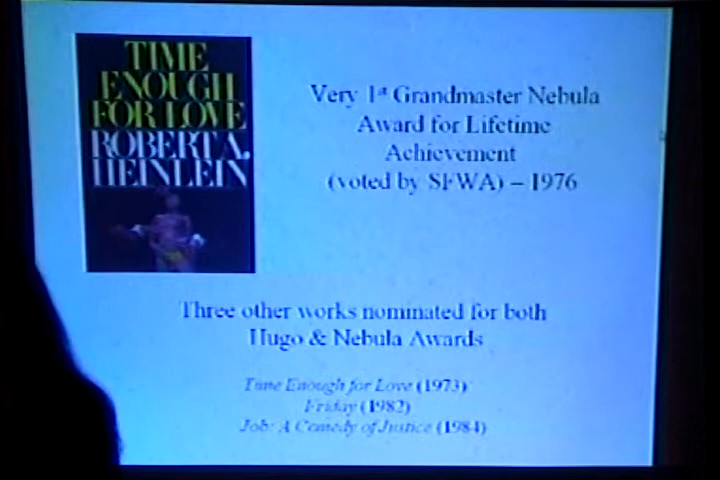 TIME
ENOUGH
FOR LOVE
ROBERT A.
HEINLEIN
Very 1st Grandmaster Nebula
Award for Lifetime
Achievement
(voted by SFWA) – 1976
Three other works nominated for both
Hugo & Nebula Awards
Time Enough for Love (1973)
Friday (1982)
Job: A Comedy of Justice (1984)